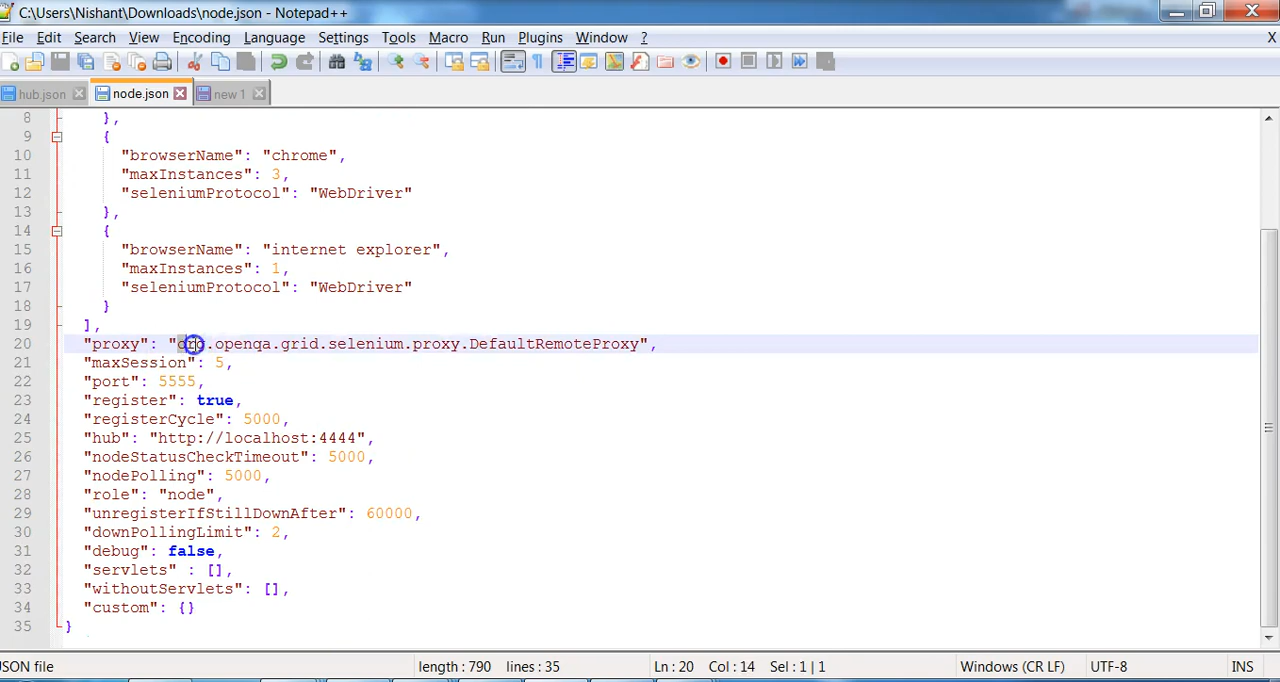 C:\Users\Nishant\Downloads\node.json - Notepad++
File Edit Search View Encoding Language Settings Tools Macro Run Plugins Window ? X
hub.json node.json new 1
8 },
9 {
10 "browserName": "chrome",
11 "maxInstances": 3,
12 "seleniumProtocol": "WebDriver"
13 },
14 {
15 "browserName": "internet explorer",
16 "maxInstances": 1,
17 "seleniumProtocol": "WebDriver"
18 }
19 ],
20 "proxy": "org.openqa.grid.selenium.proxy.DefaultRemoteProxy",
21 "maxSession": 5,
22 "port": 5555,
23 "register": true,
24 "registerCycle": 5000,
25 "hub": "http://localhost:4444",
26 "nodeStatusCheckTimeout": 5000,
27 "nodePolling": 5000,
28 "role": "node",
29 "unregisterIfStillDownAfter": 60000,
30 "downPollingLimit": 2,
31 "debug": false,
32 "servlets" : [],
33 "withoutServlets": [],
34 "custom": {}
35 }
JSON file length : 790 lines : 35 Ln : 20 Col : 14 Sel : 1 | 1 Windows (CR LF) UTF-8 INS